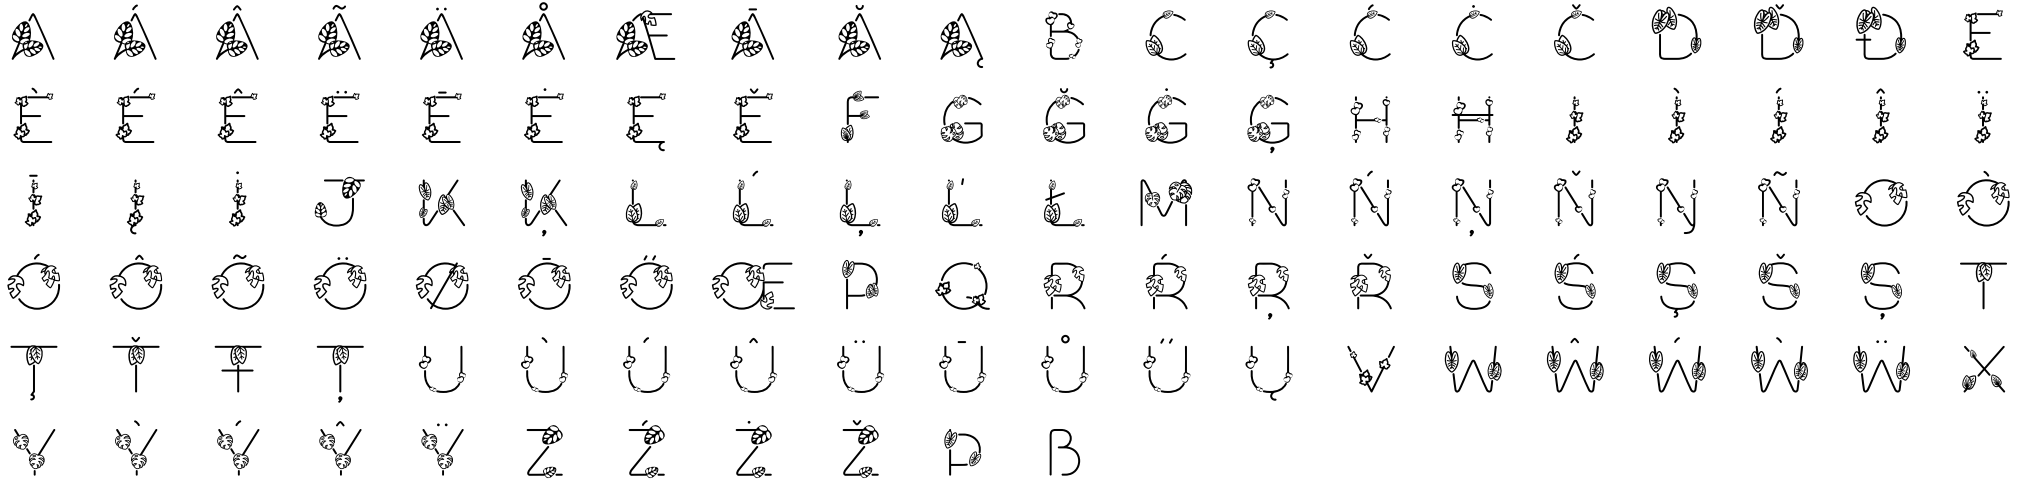 A Á Â Ã Ä Å Æ Ā Ă Ą B C Ç Ć Ċ Č D Ď Đ E
È É Ê Ë Ē Ė Ę Ě F G Ğ Ġ Ģ H Ħ I Ì Í Î Ï
Ī Į İ J K Ķ L Ĺ Ļ Ľ Ł M N Ń Ņ Ň Ŋ Ñ O Ò
Ó Ô Õ Ö Ø Ō Ő Œ P Q R Ŕ Ŗ Ř S Ś Ş Š Ș T
Ţ Ť Ŧ Ț U Ù Ú Û Ü Ū Ů Ű Ų V W Ŵ Ẃ Ẁ Ẅ X
Y Ỳ Ý Ŷ Ÿ Z Ź Ż Ž Þ ẞ